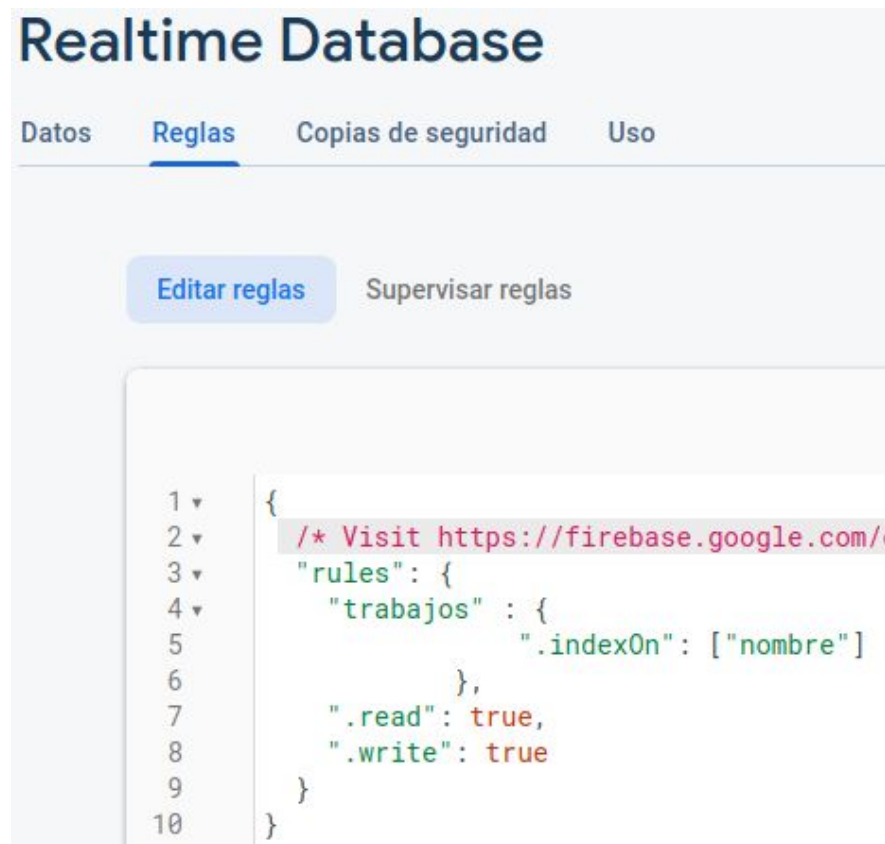 Realtime Database
Datos Reglas Copias de seguridad Uso
Editar reglas Supervisar reglas
1 {
2 /* Visit https://firebase.google.com/
3 "rules": {
4 "trabajos" : {
5 ".indexOn": ["nombre"]
6 },
7 ".read": true,
8 ".write": true
9 }
10 }